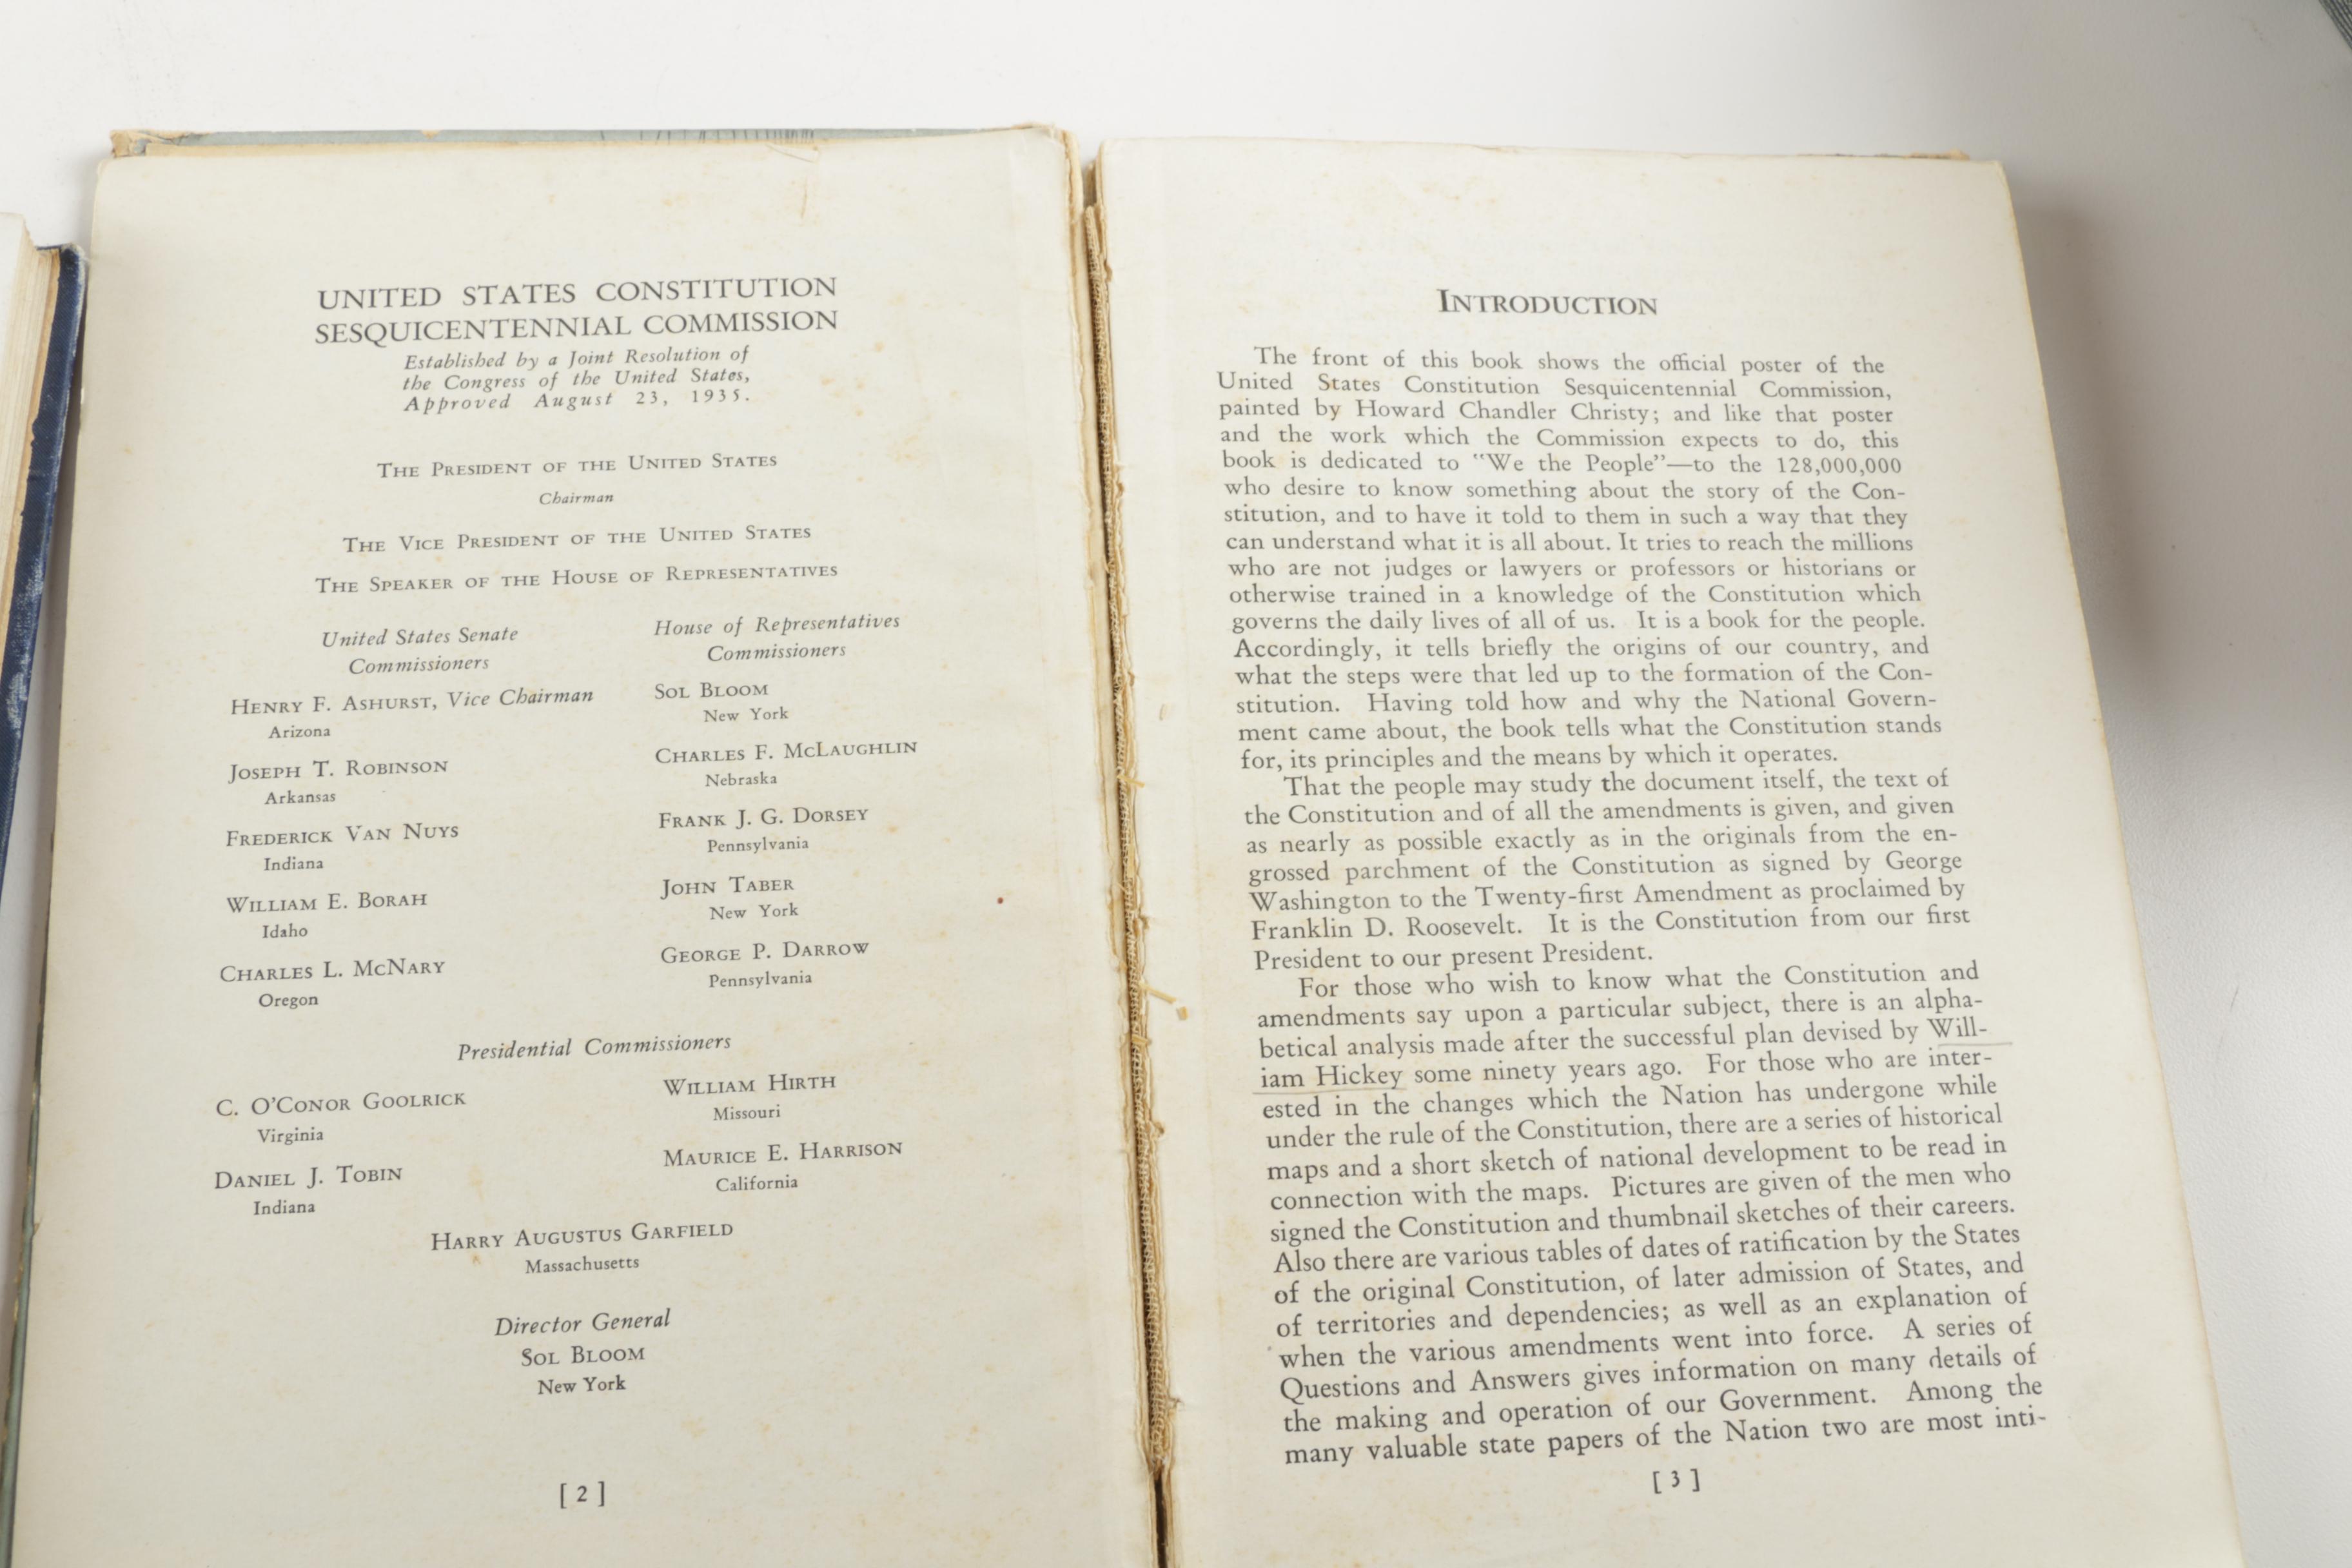 UNITED STATES CONSTITUTION
SESQUICENTENNIAL COMMISSION
Established by a Joint Resolution of
the Congress of the United States,
Approved August 23, 1935.
THE PRESIDENT OF THE UNITED STATES
Chairman
THE VICE PRESIDENT OF THE UNITED STATES
THE SPEAKER OF THE HOUSE OF REPRESENTATIVES
United States Senate
Commissioners
HENRY F. ASHURST, Vice Chairman
Arizona
JOSEPH T. ROBINSON
Arkansas
FREDERICK VAN NUYS
Indiana
WILLIAM E. BORAH
Idaho
CHARLES L. MCNARY
Oregon
House of Representatives
Commissioners
SOL BLOOM
New York
CHARLES F. MCLAUGHLIN
Nebraska
FRANK J. G. DORSEY
Pennsylvania
JOHN TABER
New York
GEORGE P. DARROW
Pennsylvania
Presidential Commissioners
C. O'CONOR GOOLRICK
Virginia
DANIEL J. TOBIN
Indiana
WILLIAM HIRTH
Missouri
MAURICE E. HARRISON
California
HARRY AUGUSTUS GARFIELD
Massachusetts
Director General
SOL BLOOM
New York
[ 2 ]
INTRODUCTION
The front of this book shows the official poster of the
United States Constitution Sesquicentennial Commission,
painted by Howard Chandler Christy; and like that poster
and the work which the Commission expects to do, this
book is dedicated to "We the People"—to the 128,000,000
who desire to know something about the story of the Con-
stitution, and to have it told to them in such a way that they
can understand what it is all about. It tries to reach the millions
who are not judges or lawyers or professors or historians or
otherwise trained in a knowledge of the Constitution which
governs the daily lives of all of us. It is a book for the people.
Accordingly, it tells briefly the origins of our country, and
what the steps were that led up to the formation of the Con-
stitution. Having told how and why the National Govern-
ment came about, the book tells what the Constitution stands
for, its principles and the means by which it operates.
That the people may study the document itself, the text of
the Constitution and of all the amendments is given, and given
as nearly as possible exactly as in the originals from the en-
grossed parchment of the Constitution as signed by George
Washington to the Twenty-first Amendment as proclaimed by
Franklin D. Roosevelt. It is the Constitution from our first
President to our present President.
For those who wish to know what the Constitution and
amendments say upon a particular subject, there is an alpha-
betical analysis made after the successful plan devised by Will-
iam Hickey some ninety years ago. For those who are inter-
ested in the changes which the Nation has undergone while
under the rule of the Constitution, there are a series of historical
maps and a short sketch of national development to be read in
connection with the maps. Pictures are given of the men who
signed the Constitution and thumbnail sketches of their careers.
Also there are various tables of dates of ratification by the States
of the original Constitution, of later admission of States, and
of territories and dependencies; as well as an explanation of
when the various amendments went into force. A series of
Questions and Answers gives information on many details of
the making and operation of our Government. Among the
many valuable state papers of the Nation two are most inti-
[ 3 ]